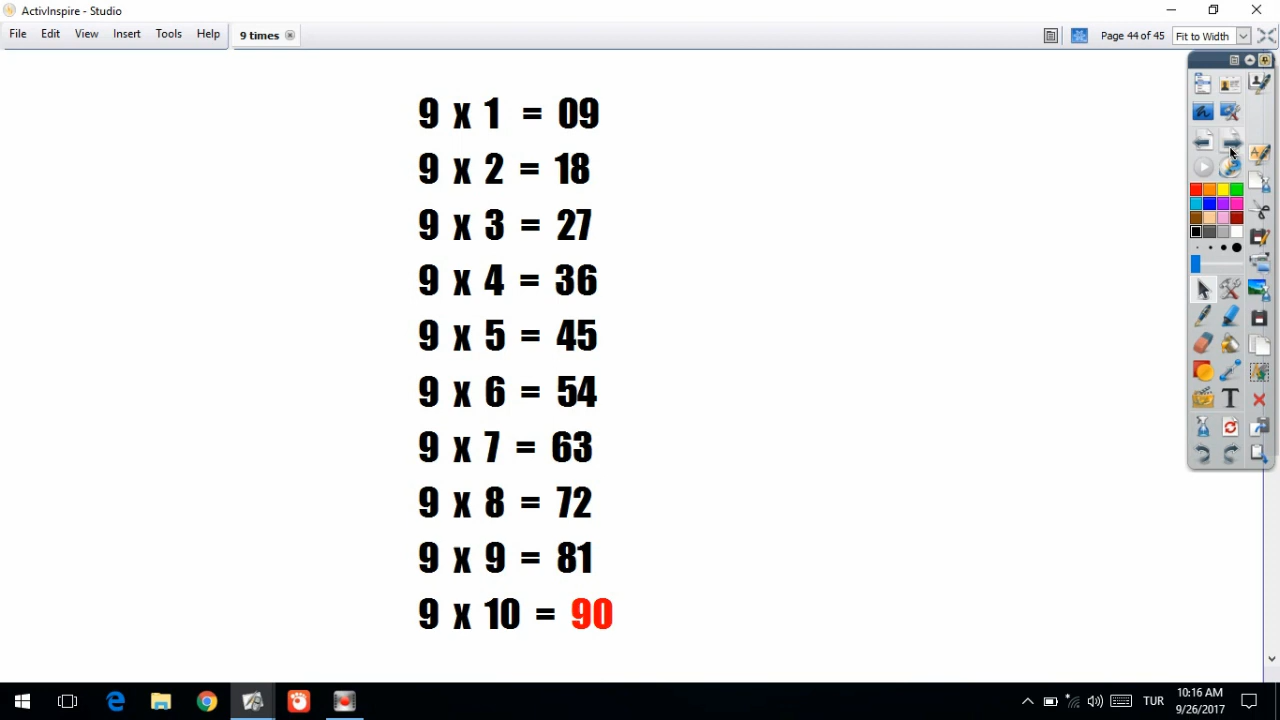 ActivInspire - Studio
File Edit View Insert Tools Help
9 times
Page 44 of 45
Fit to Width
9 x 1 = 09
9 x 2 = 18
9 x 3 = 27
9 x 4 = 36
9 x 5 = 45
9 x 6 = 54
9 x 7 = 63
9 x 8 = 72
9 x 9 = 81
9 x 10 = 90
TUR
10:16 AM
9/26/2017